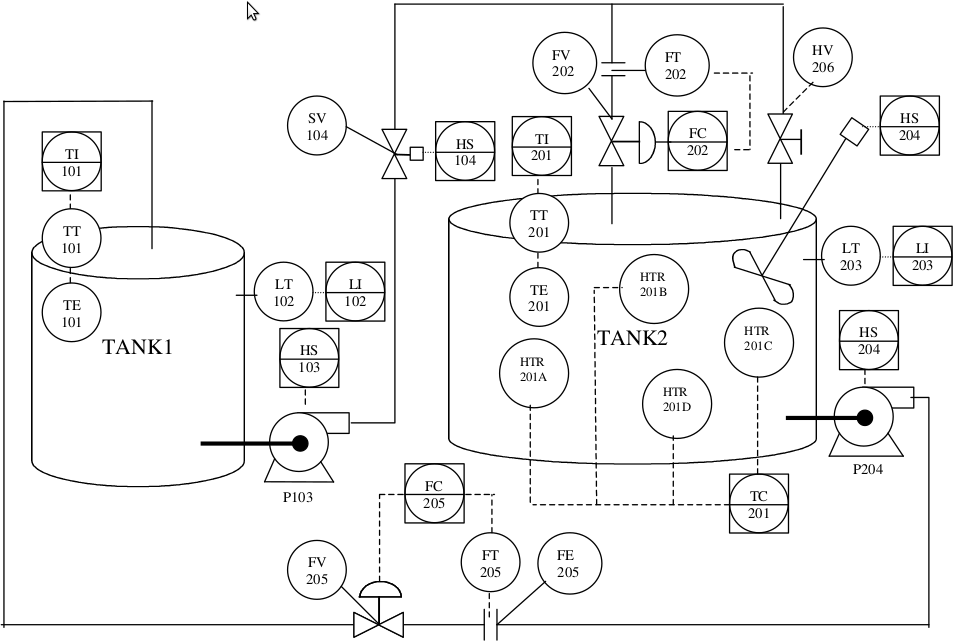 FV
202
FT
202
HV
206
SV
104
HS
104
TI
201
FC
202
HS
204
TI
101
TT
101
TE
101
TT
201
TE
201
LT
102
LI
102
LT
203
LI
203
HTR
201B
HTR
201C
HTR
201A
HTR
201D
TANK1
TANK2
HS
103
HS
204
P103
P204
FC
205
TC
201
FV
205
FT
205
FE
205